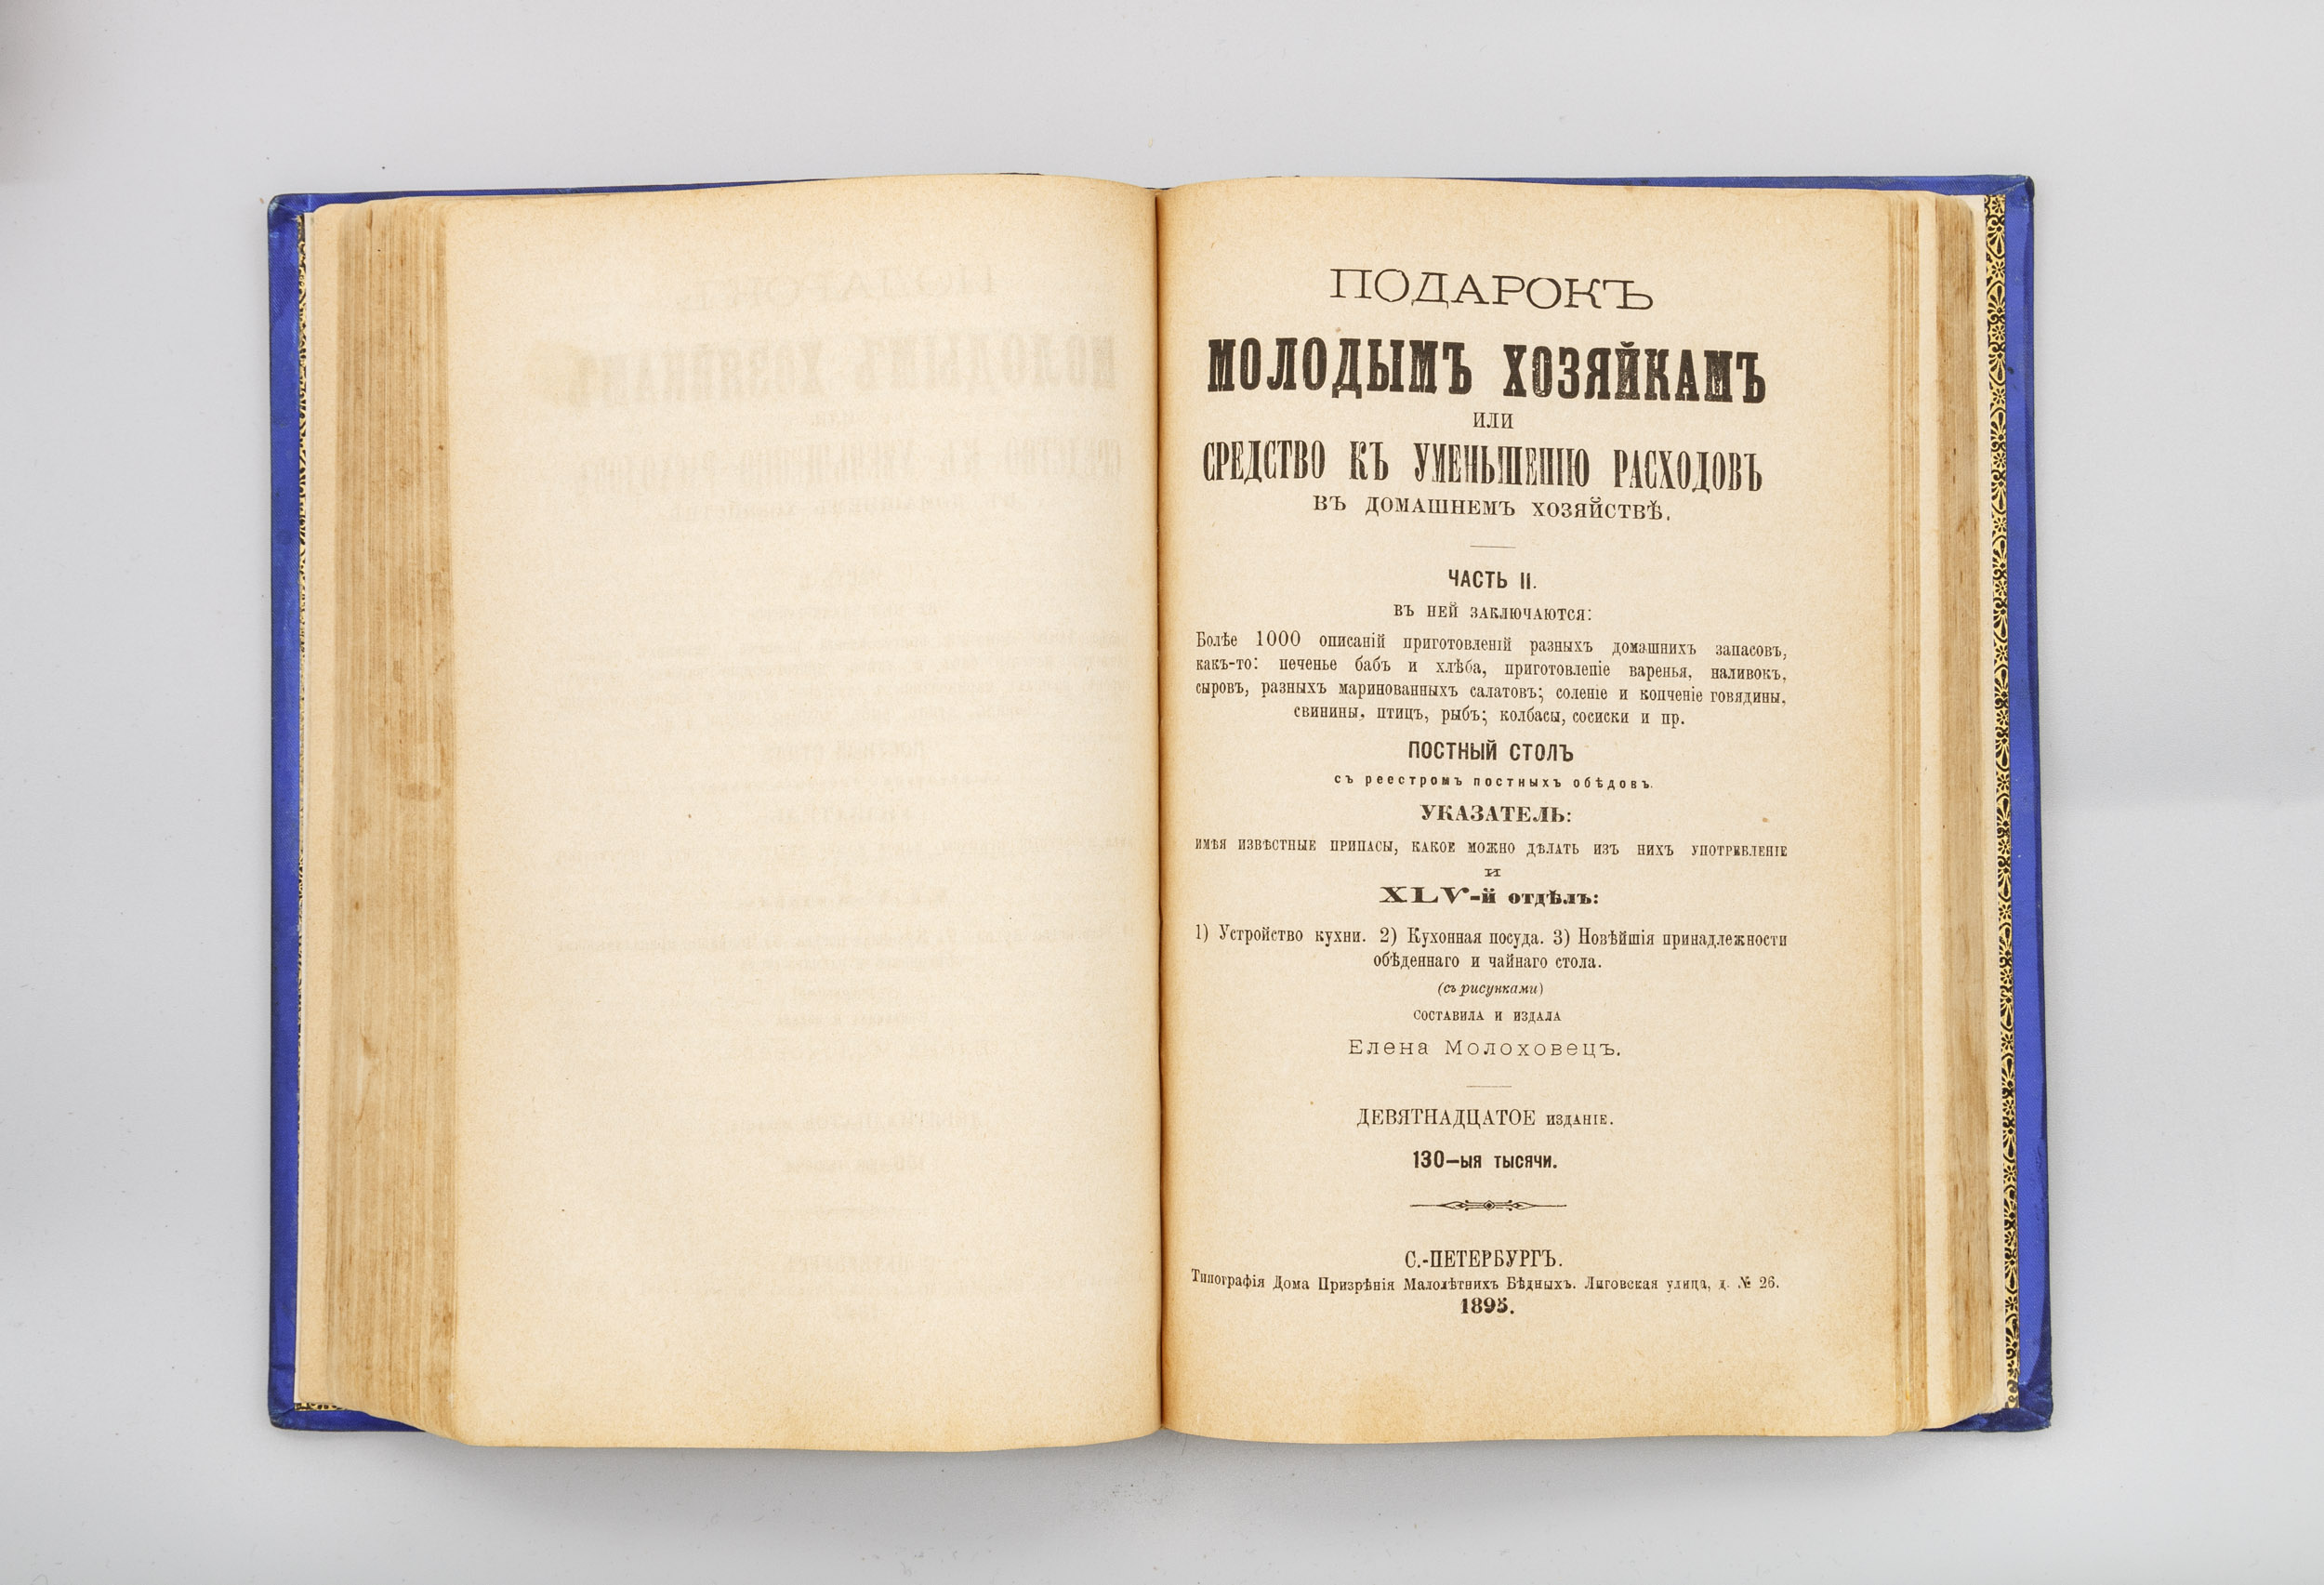 ПОДАРОКЪ
МОЛОДЫМЪ ХОЗЯЙКАМЪ
ИЛИ
СРЕДСТВО КЪ УМЕНЬШЕНІЮ РАСХОДОВЪ
ВЪ ДОМАШНЕМЪ ХОЗЯЙСТВѢ.
ЧАСТЬ II.
ВЪ НЕЙ ЗАКЛЮЧАЮТСЯ:
Болѣе 1000 описаній приготовленій разныхъ домашнихъ запасовъ,
какъ-то: печенье бабъ и хлѣба, приготовленіе варенья, наливокъ,
сыровъ, разныхъ маринованныхъ салатовъ; соленіе и копченіе говядины,
свинины, птицъ, рыбъ; колбасы, сосиски и пр.
ПОСТНЫЙ СТОЛЪ
съ реестромъ постныхъ обѣдовъ.
УКАЗАТЕЛЬ:
ИМѢЯ ИЗВѢСТНЫЕ ПРИПАСЫ, КАКОЕ МОЖНО ДѢЛАТЬ ИЗЪ НИХЪ УПОТРЕБЛЕНІЕ
И
XLV-й отдѣлъ:
1) Устройство кухни. 2) Кухонная посуда. 3) Новѣйшія принадлежности
обѣденнаго и чайнаго стола.
(съ рисунками)
СОСТАВИЛА И ИЗДАЛА
Елена Молоховецъ.
ДЕВЯТНАДЦАТОЕ ИЗДАНІЕ.
130—ыя тысячи.
С.-ПЕТЕРБУРГЪ.
Типографія Дома Призрѣнія Малолѣтнихъ Бѣдныхъ. Лиговская улица, д. № 26.
1895.